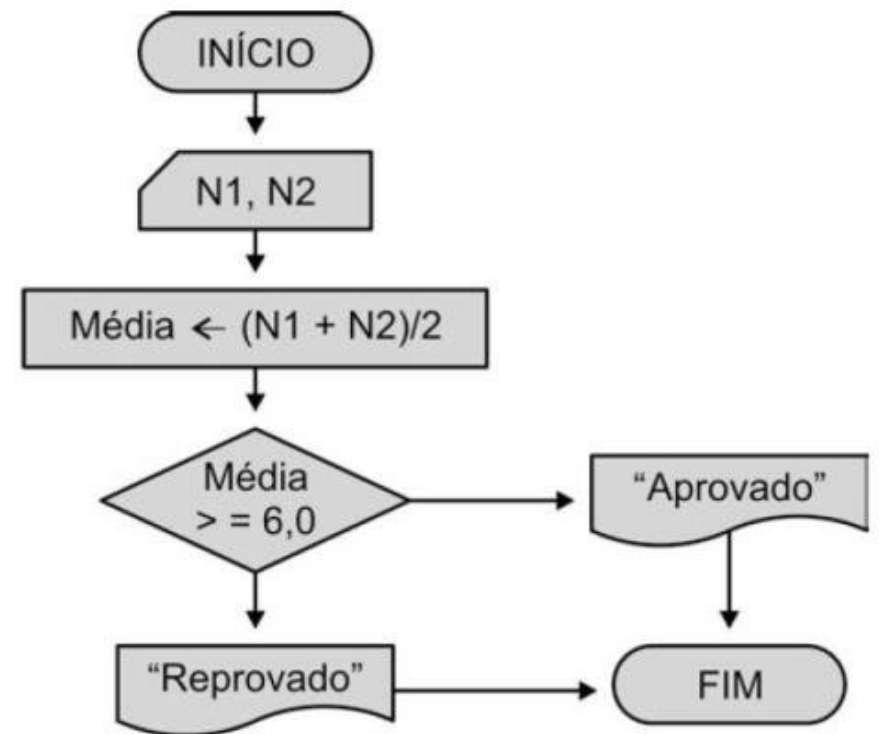 INÍCIO
N1, N2
Média ← (N1 + N2)/2
Média
> = 6,0
“Aprovado”
“Reprovado”
FIM